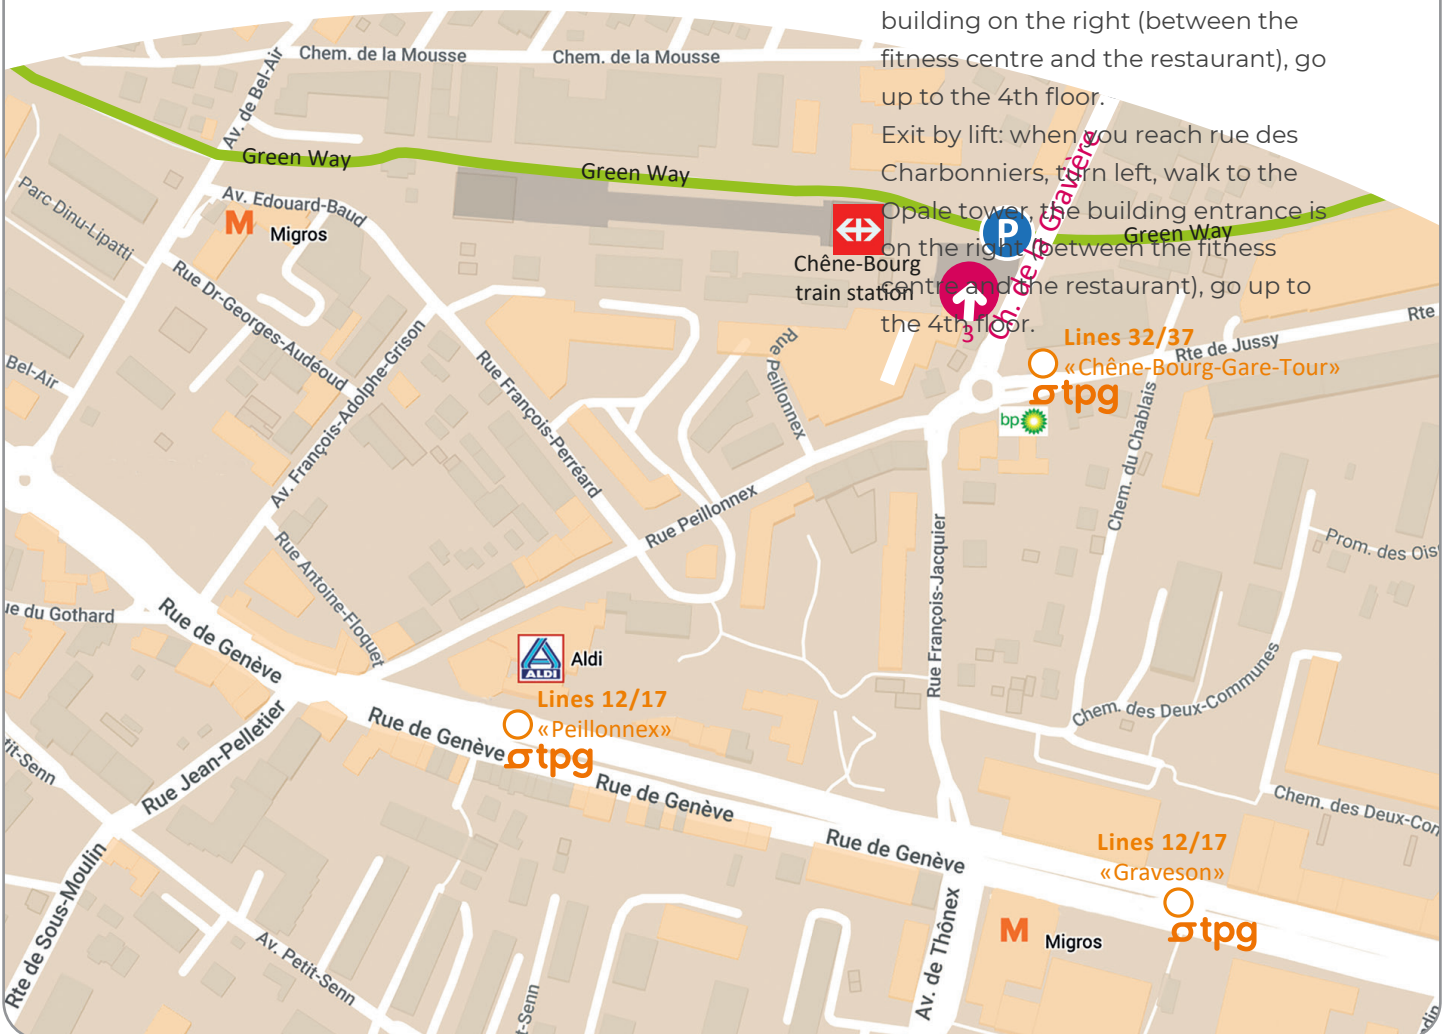 building on the right (between the
fitness centre and the restaurant), go
up to the 4th floor.
Exit by lift: when you reach rue des
Charbonniers, turn left, walk to the
Opale tower, the building entrance is
on the right (between the fitness
centre and the restaurant), go up to
the 4th floor.
Chem. de la Mousse
Chem. de la Mousse
Av. de Bel-Air
Green Way
Green Way
Green Way
Ch. de la Gravière
P
Parc Dinu-Lipatti
Av. Edouard-Baud
M
Migros
Chêne-Bourg
train station
3
Rue Dr-Georges-Audéoud
Av. François-Adolphe-Grison
Bel-Air
Rue François-Perréard
Rue Peillonnex
Lines 32/37
«Chêne-Bourg-Gare-Tour»
tpg
Rte de Jussy
Rte
bp
Chem. du Chablais
Rue Peillonnex
Rue François-Jacquier
Prom. des Ois
Rue Antoine-Floquet
ue du Gothard
Rue de Genève
ALDI
Aldi
Lines 12/17
«Peillonnex»
tpg
Rue de Genève
Rue de Genève
Rue de Genève
Chem. des Deux-Communes
Chem. des Deux-Con
Rue Jean-Pelletier
tit-Senn
Rte de Sous-Moulin
Av. Petit-Senn
t-Senn
Lines 12/17
«Graveson»
tpg
M
Migros
Av. de Thônex